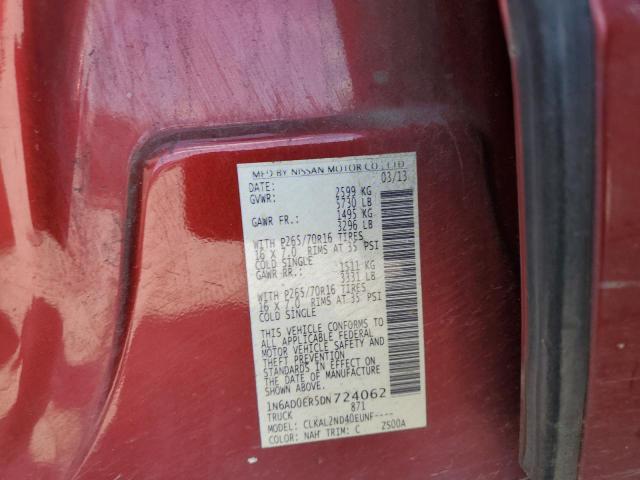 MFD BY NISSAN MOTOR CO., LTD.
DATE: 03/13
GVWR: 2599 KG
5730 LB
GAWR FR.: 1495 KG
3296 LB
WITH P265/70R16 TIRES
16 X 7.0 RIMS AT 35 PSI
COLD SINGLE
GAWR RR.: 1511 KG
3331 LB
WITH P265/70R16 TIRES
16 X 7.0 RIMS AT 35 PSI
COLD SINGLE
THIS VEHICLE CONFORMS TO
ALL APPLICABLE FEDERAL
MOTOR VEHICLE SAFETY AND
THEFT PREVENTION
STANDARDS IN EFFECT ON
THE DATE OF MANUFACTURE
SHOWN ABOVE.
1N6AD0ER5DN724062
TRUCK 871
MODEL: CLKAL2ND40EUNF----
COLOR: NAH TRIM: C 2500A